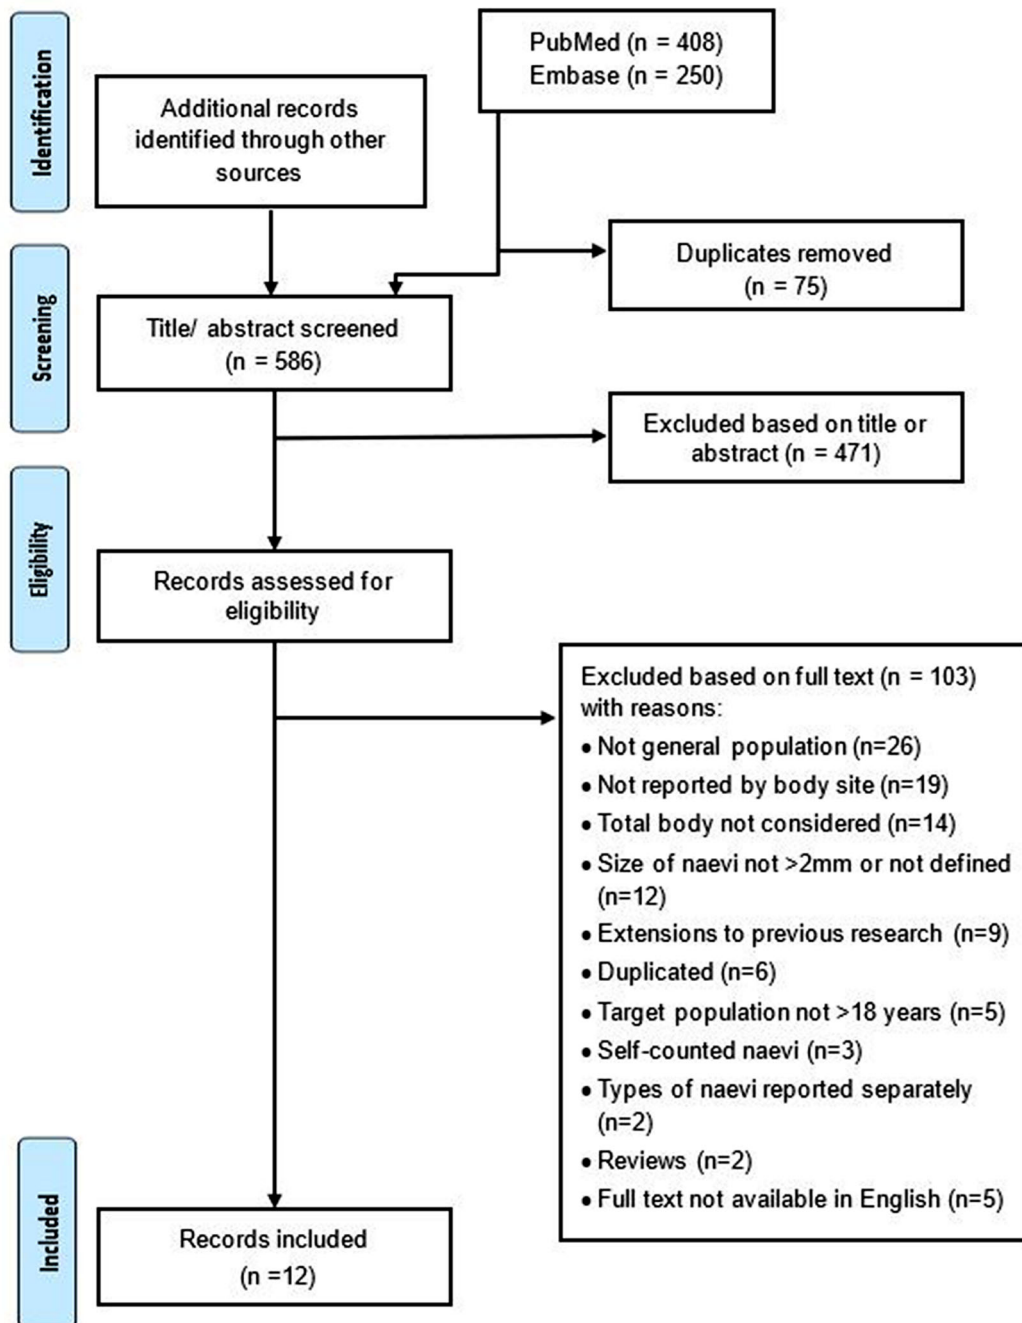 Identification
PubMed (n = 408)
Embase (n = 250)
Additional records
identified through other
sources
Duplicates removed
(n = 75)
Screening
Title/ abstract screened
(n = 586)
Excluded based on title or
abstract (n = 471)
Eligibility
Records assessed for
eligibility
Excluded based on full text (n = 103)
with reasons:
• Not general population (n=26)
• Not reported by body site (n=19)
• Total body not considered (n=14)
• Size of naevi not >2mm or not defined
(n=12)
• Extensions to previous research (n=9)
• Duplicated (n=6)
• Target population not >18 years (n=5)
• Self-counted naevi (n=3)
• Types of naevi reported separately
(n=2)
• Reviews (n=2)
• Full text not available in English (n=5)
Included
Records included
(n =12)